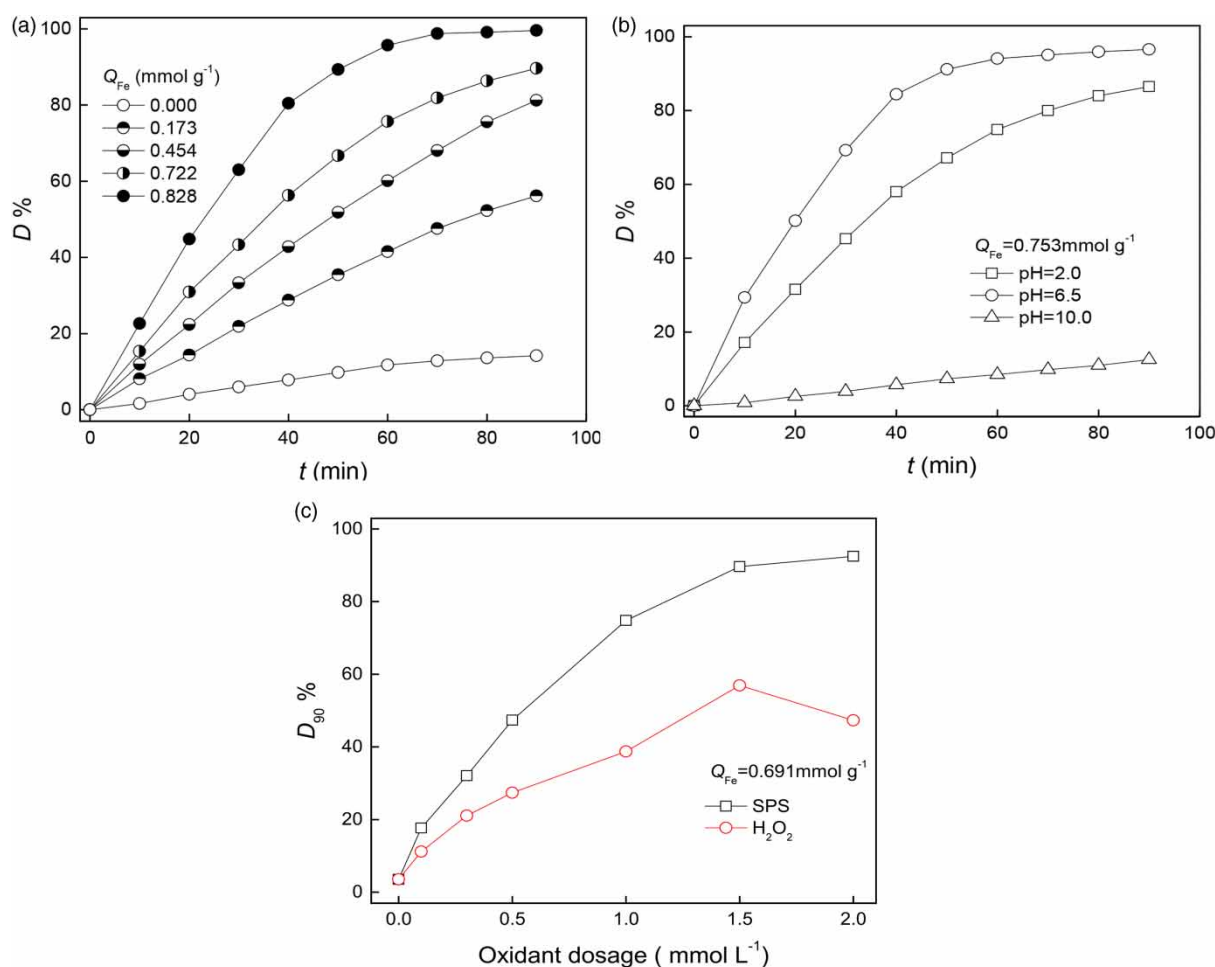 (a)
100
80
60
40
20
0
D %
Q_Fe (mmol g⁻¹)
0.000
0.173
0.454
0.722
0.828
0 20 40 60 80 100
t (min)
(b)
100
80
60
40
20
0
D %
Q_Fe=0.753mmol g⁻¹
pH=2.0
pH=6.5
pH=10.0
0 20 40 60 80 100
t (min)
(c)
100
80
60
40
20
0
D₉₀ %
Q_Fe=0.691mmol g⁻¹
SPS
H₂O₂
0.0 0.5 1.0 1.5 2.0
Oxidant dosage ( mmol L⁻¹)